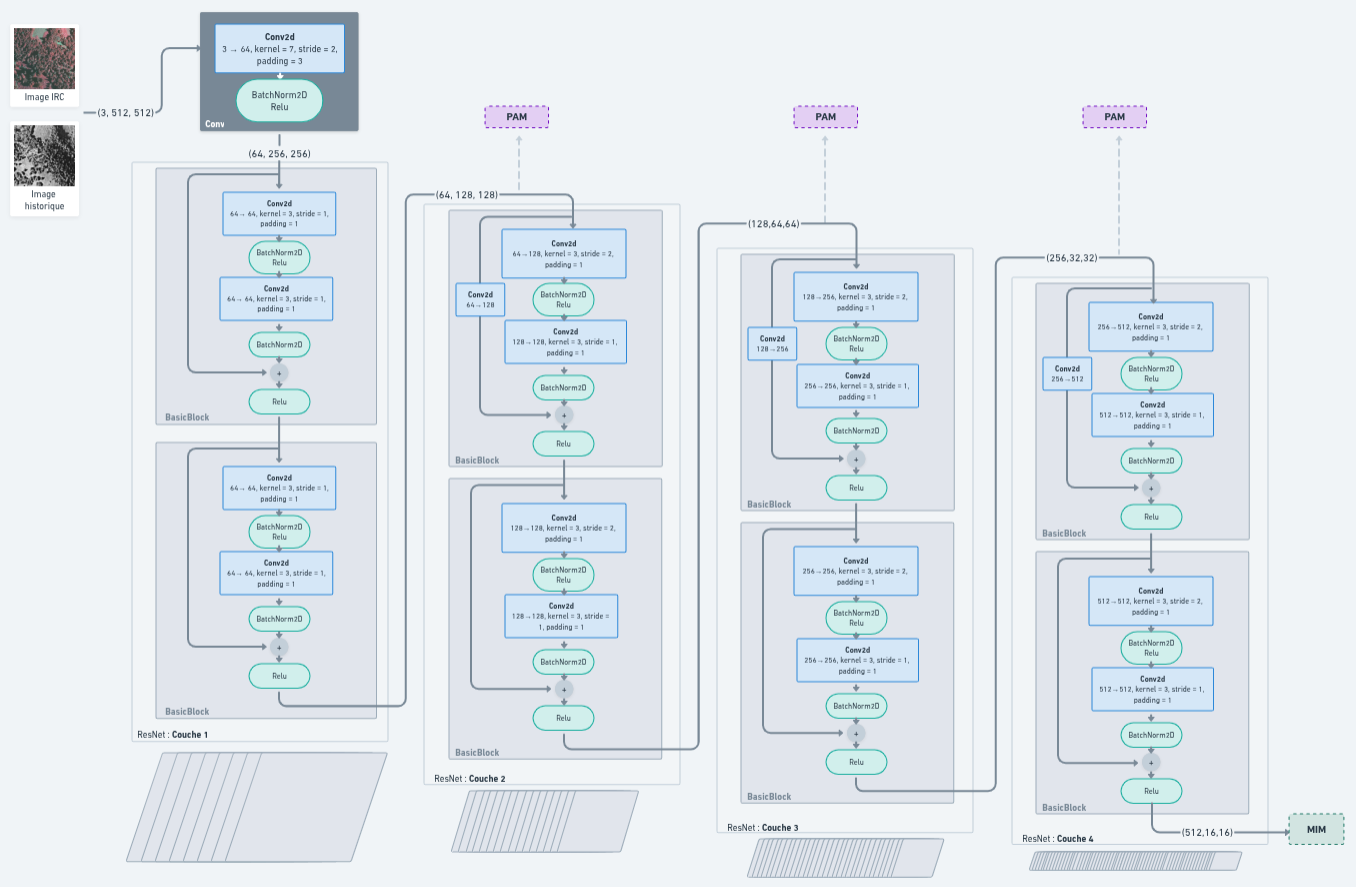 Image IRC
Image
historique
(3, 512, 512)
Conv2d
3 → 64, kernel = 7, stride = 2,
padding = 3
BatchNorm2D
Relu
Conv
(64, 256, 256)
Conv2d
64→ 64, kernel = 3, stride = 1,
padding = 1
BatchNorm2D
Relu
Conv2d
64→ 64, kernel = 3, stride = 1,
padding = 1
BatchNorm2D
+
Relu
BasicBlock
Conv2d
64→ 64, kernel = 3, stride = 1,
padding = 1
BatchNorm2D
Relu
Conv2d
64→ 64, kernel = 3, stride = 1,
padding = 1
BatchNorm2D
+
Relu
BasicBlock
ResNet : Couche 1
PAM
(64, 128, 128)
Conv2d
64→128, kernel = 3, stride = 2,
padding = 1
Conv2d
64→128
BatchNorm2D
Relu
Conv2d
128→128, kernel = 3, stride = 1,
padding = 1
BatchNorm2D
+
Relu
BasicBlock
Conv2d
128→128, kernel = 3, stride = 2,
padding = 1
BatchNorm2D
Relu
Conv2d
128→128, kernel = 3, stride =
1, padding = 1
BatchNorm2D
+
Relu
BasicBlock
ResNet : Couche 2
PAM
(128,64,64)
Conv2d
128→256, kernel = 3, stride = 2,
padding = 1
Conv2d
128→256
BatchNorm2D
Relu
Conv2d
256→256, kernel = 3, stride = 1,
padding = 1
BatchNorm2D
+
Relu
BasicBlock
Conv2d
256→256, kernel = 3, stride = 2,
padding = 1
BatchNorm2D
Relu
Conv2d
256→256, kernel = 3, stride = 1,
padding = 1
BatchNorm2D
+
Relu
BasicBlock
ResNet : Couche 3
PAM
(256,32,32)
Conv2d
256→512, kernel = 3, stride = 2,
padding = 1
Conv2d
256→512
BatchNorm2D
Relu
Conv2d
512→512, kernel = 3, stride = 1,
padding = 1
BatchNorm2D
+
Relu
BasicBlock
Conv2d
512→512, kernel = 3, stride = 2,
padding = 1
BatchNorm2D
Relu
Conv2d
512→512, kernel = 3, stride = 1,
padding = 1
BatchNorm2D
+
Relu
BasicBlock
ResNet : Couche 4
(512,16,16)
MIM